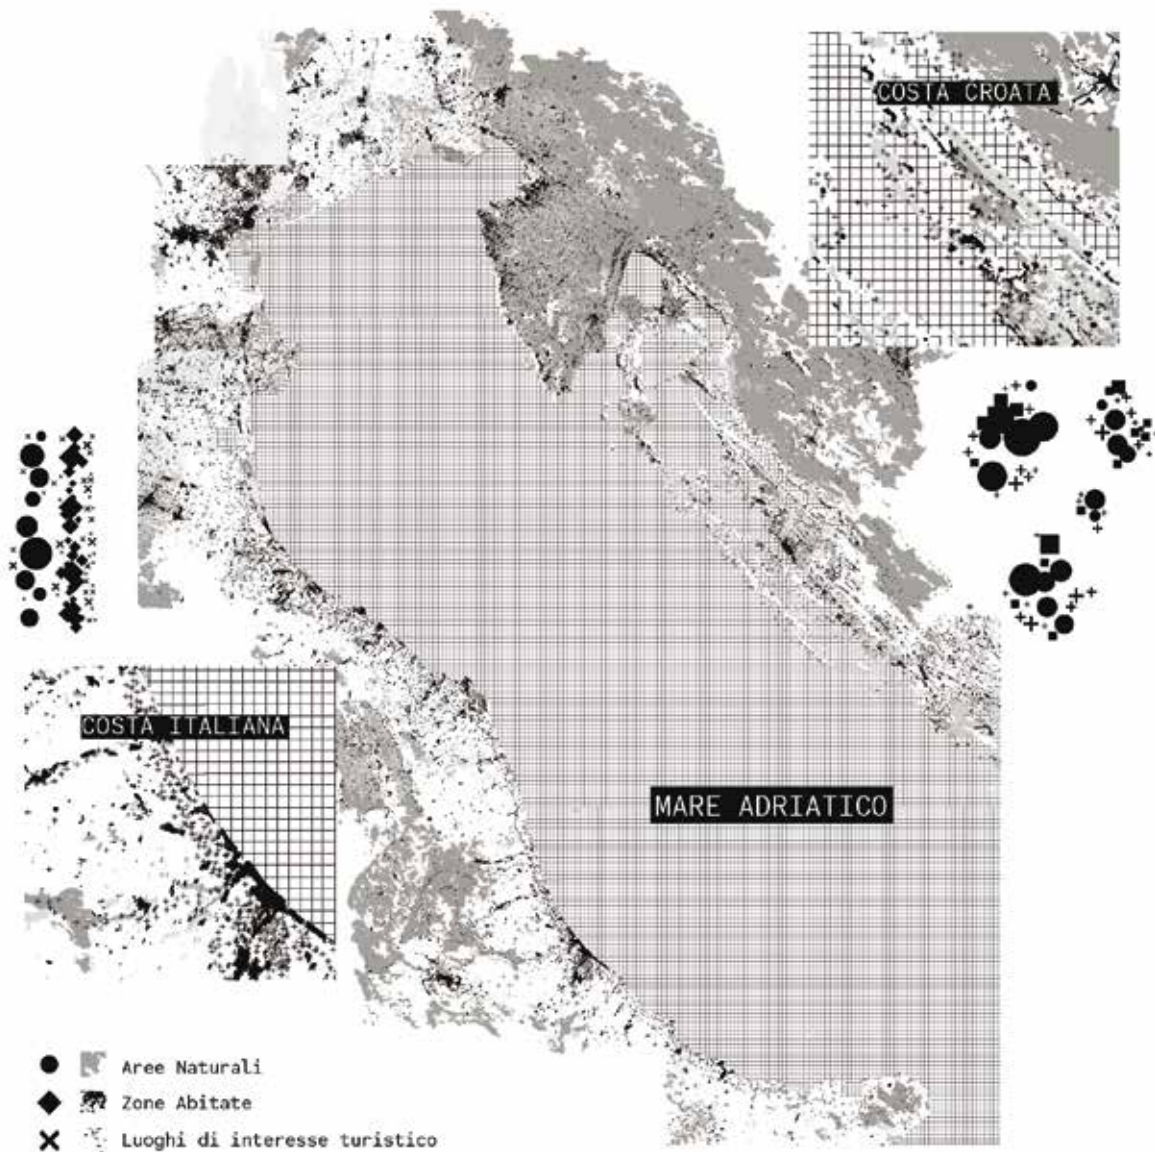 COSTA CROATA
COSTA ITALIANA
MARE ADRIATICO
Aree Naturali
Zone Abitate
Luoghi di interesse turistico